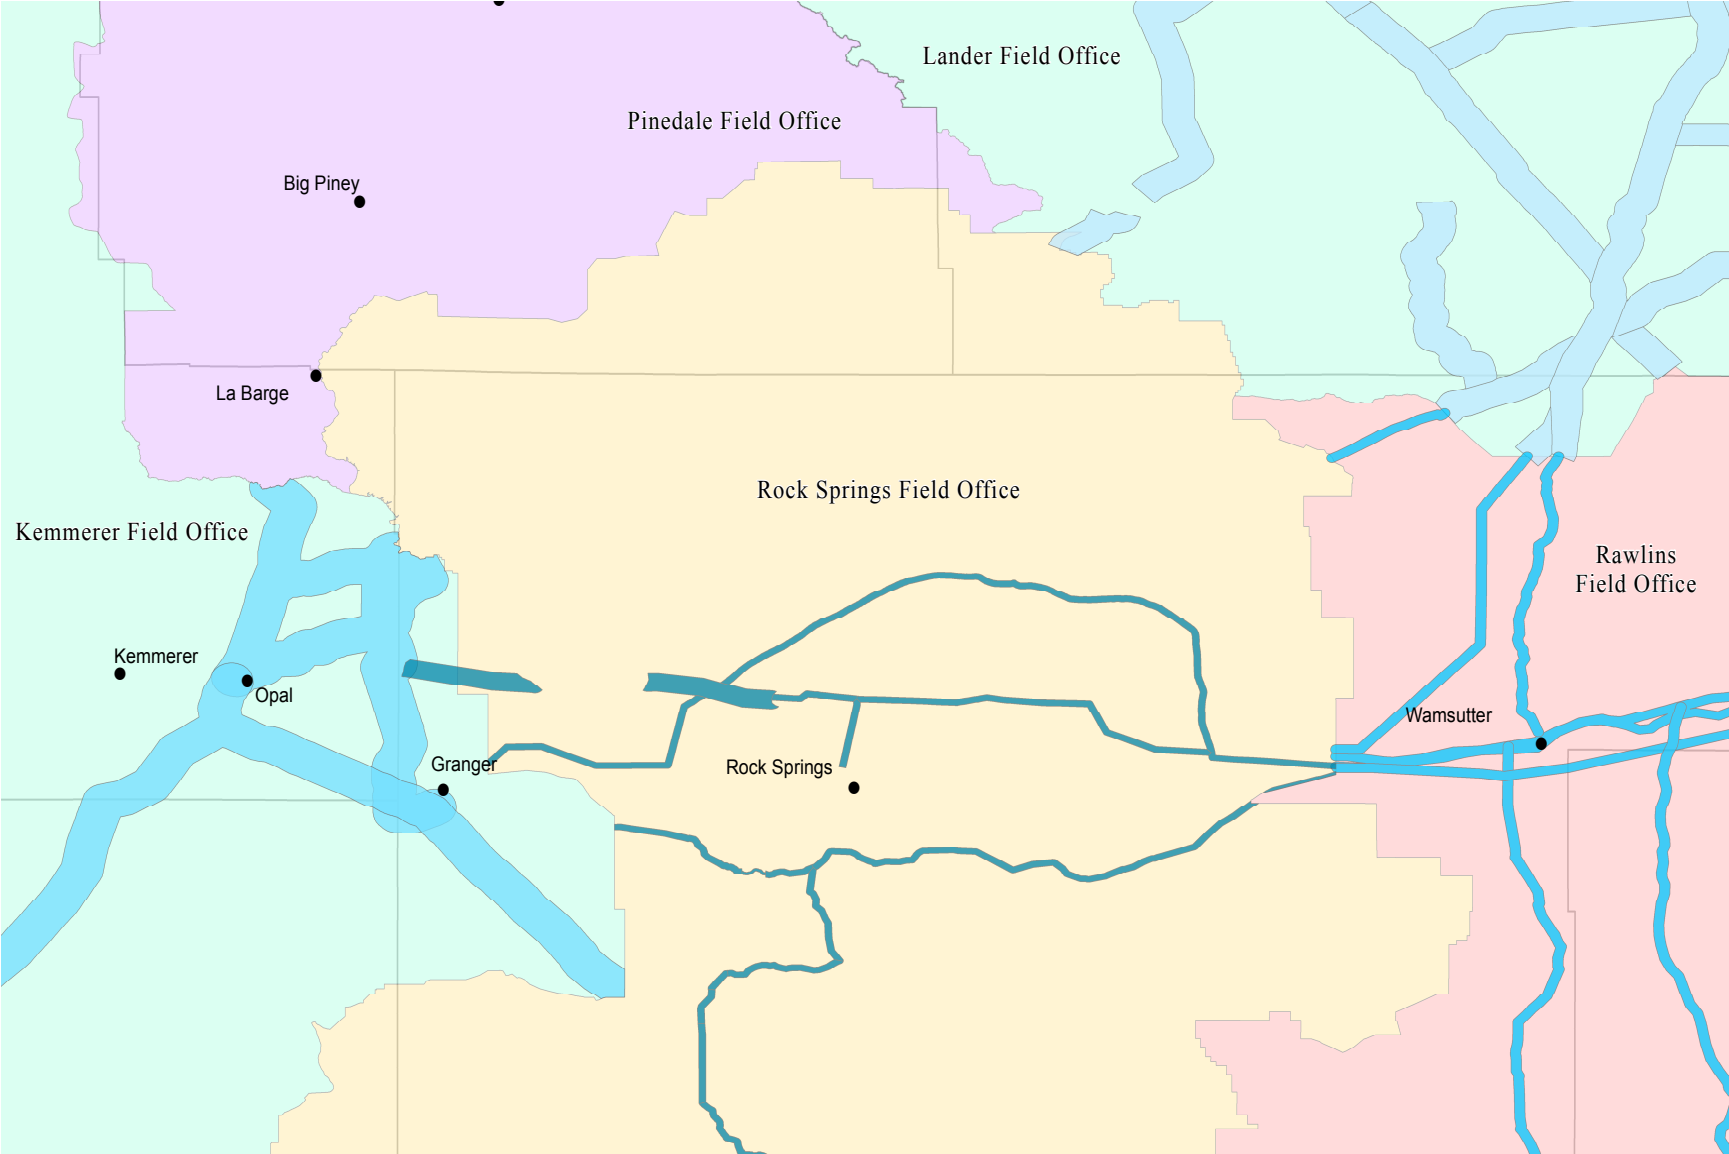 Lander Field Office
Pinedale Field Office
Big Piney
La Barge
Rock Springs Field Office
Kemmerer Field Office
Rawlins
Field Office
Kemmerer
Opal
Wamsutter
Granger
Rock Springs